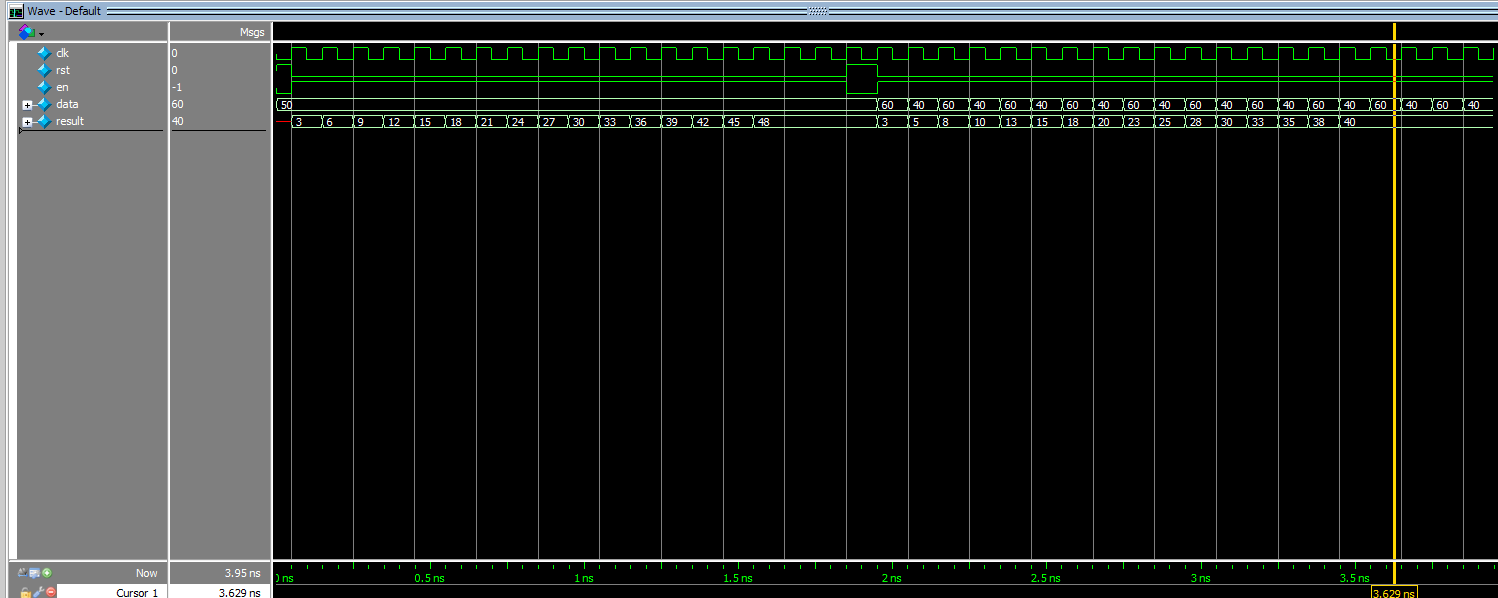 Wave - Default
Msgs
clk 0
rst 0
en -1
data 60 50 60 40 60 40 60 40 60 40 60 40 60 40 60 40 60 40 60 40 60 40 60 40
result 40 3 6 9 12 15 18 21 24 27 30 33 36 39 42 45 48 3 5 8 10 13 15 18 20 23 25 28 30 33 35 38 40
Now 3.95 ns ns 0.5 ns 1 ns 1.5 ns 2 ns 2.5 ns 3 ns 3.5 ns
Cursor 1 3.629 ns 3.629 ns